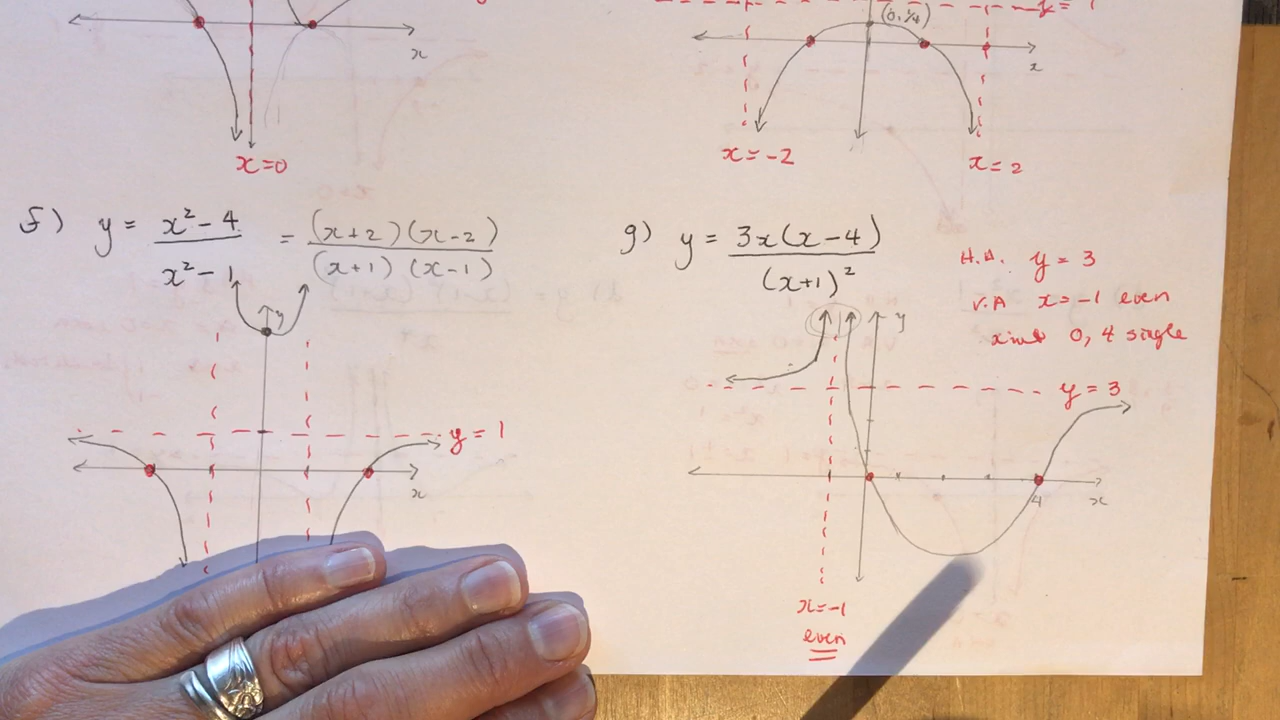 x
x=0
(0, 1/4)
x
x=-2
x=2
f) y = x²-4 / x²-1 = (x+2)(x-2) / (x+1)(x-1)
y
y=1
x
g) y = 3x(x-4) / (x+1)²
H.A. y=3
V.A x=-1 even
xint 0, 4 single
y
y=3
4
x
x=-1
even